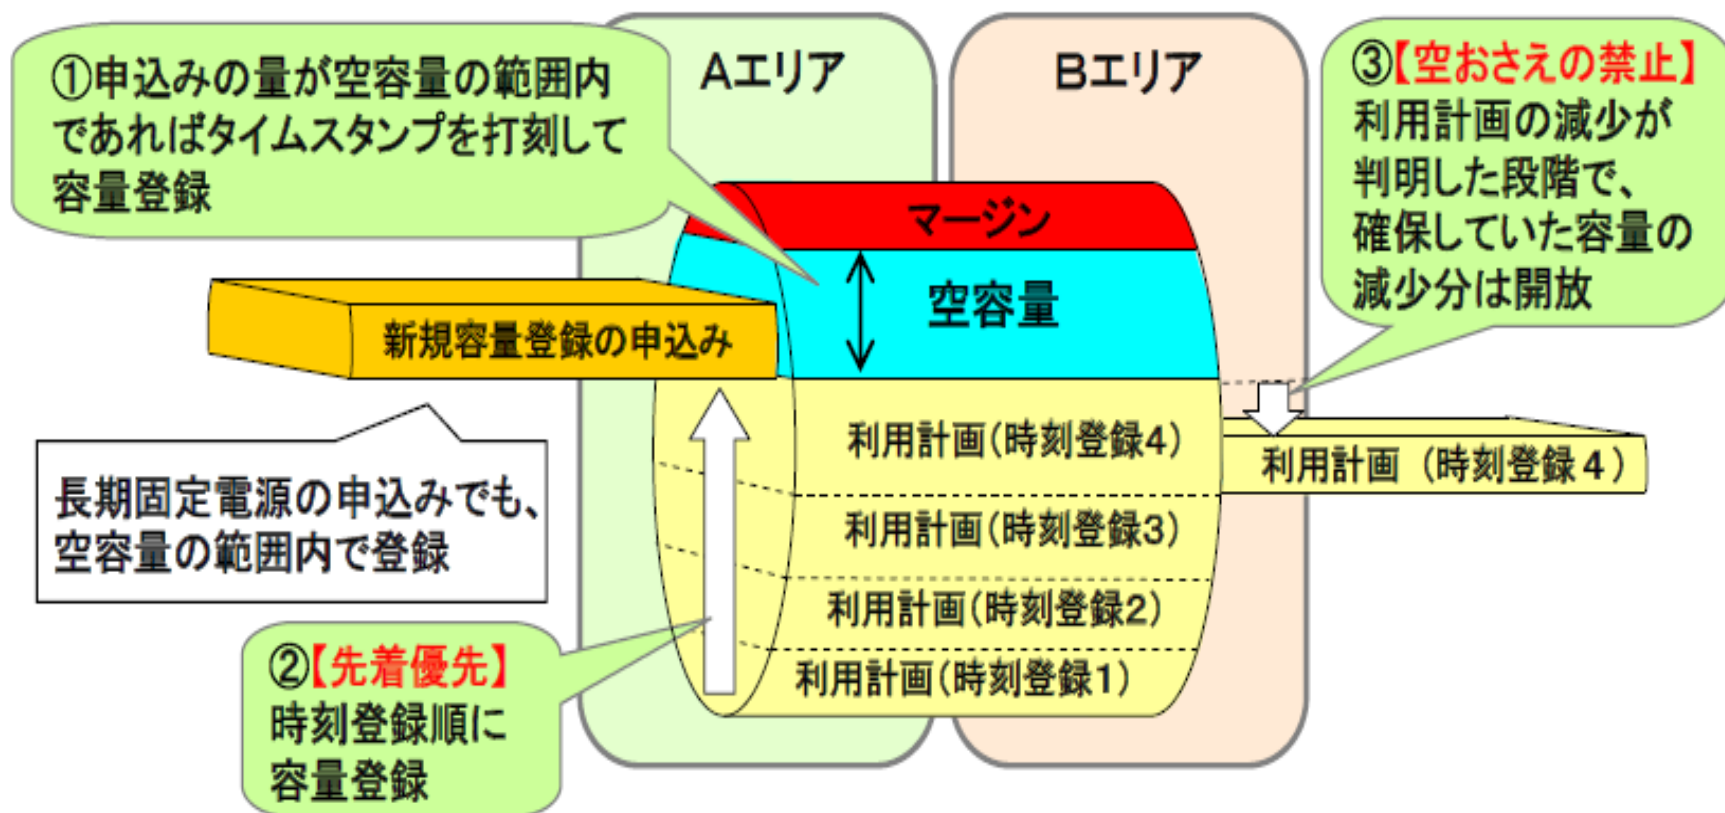 ①申込みの量が空容量の範囲内
であればタイムスタンプを打刻して
容量登録
Aエリア
Bエリア
③【空おさえの禁止】
利用計画の減少が
判明した段階で、
確保していた容量の
減少分は開放
マージン
空容量
新規容量登録の申込み
利用計画(時刻登録4)
利用計画(時刻登録3)
利用計画(時刻登録2)
利用計画(時刻登録1)
利用計画 (時刻登録4)
長期固定電源の申込みでも、
空容量の範囲内で登録
②【先着優先】
時刻登録順に
容量登録